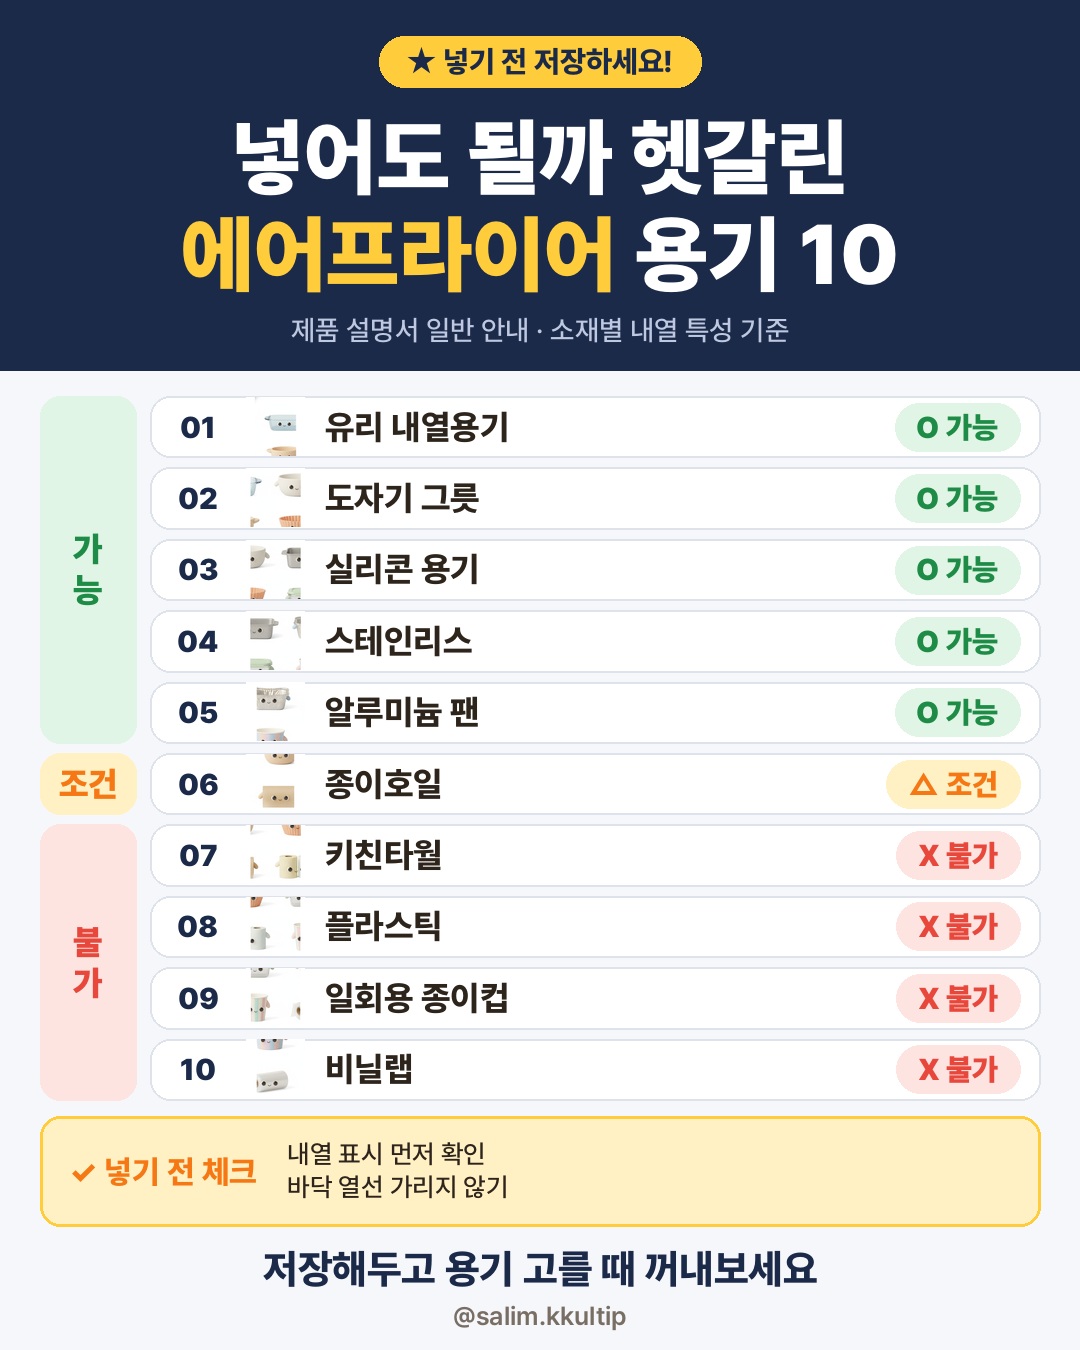 ★ 넣기 전 저장하세요!
넣어도 될까 헷갈린
에어프라이어 용기 10
제품 설명서 일반 안내 · 소재별 내열 특성 기준
가능
01 유리 내열용기 O 가능
02 도자기 그릇 O 가능
03 실리콘 용기 O 가능
04 스테인리스 O 가능
05 알루미늄 팬 O 가능
조건
06 종이호일 △ 조건
불가
07 키친타월 X 불가
08 플라스틱 X 불가
09 일회용 종이컵 X 불가
10 비닐랩 X 불가
✓ 넣기 전 체크
내열 표시 먼저 확인
바닥 열선 가리지 않기
저장해두고 용기 고를 때 꺼내보세요
@salim.kkultip